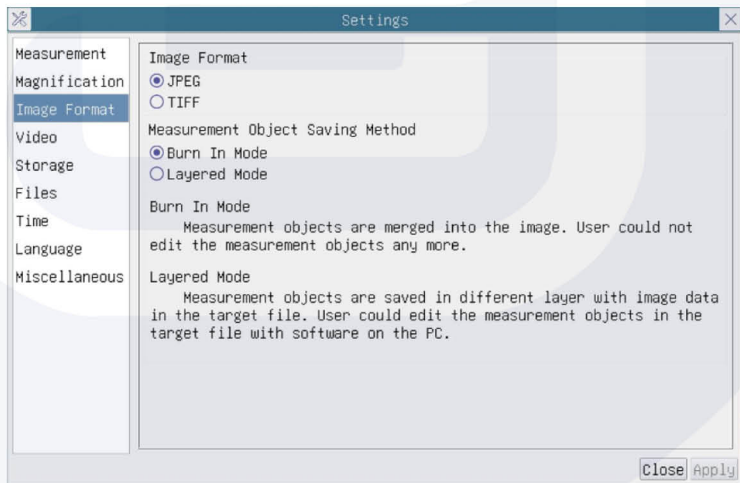 Settings
Measurement
Magnification
Image Format
Video
Storage
Files
Time
Language
Miscellaneous
Image Format
JPEG
TIFF
Measurement Object Saving Method
Burn In Mode
Layered Mode
Burn In Mode
Measurement objects are merged into the image. User could not
edit the measurement objects any more.
Layered Mode
Measurement objects are saved in different layer with image data
in the target file. User could edit the measurement objects in the
target file with software on the PC.
Close Apply